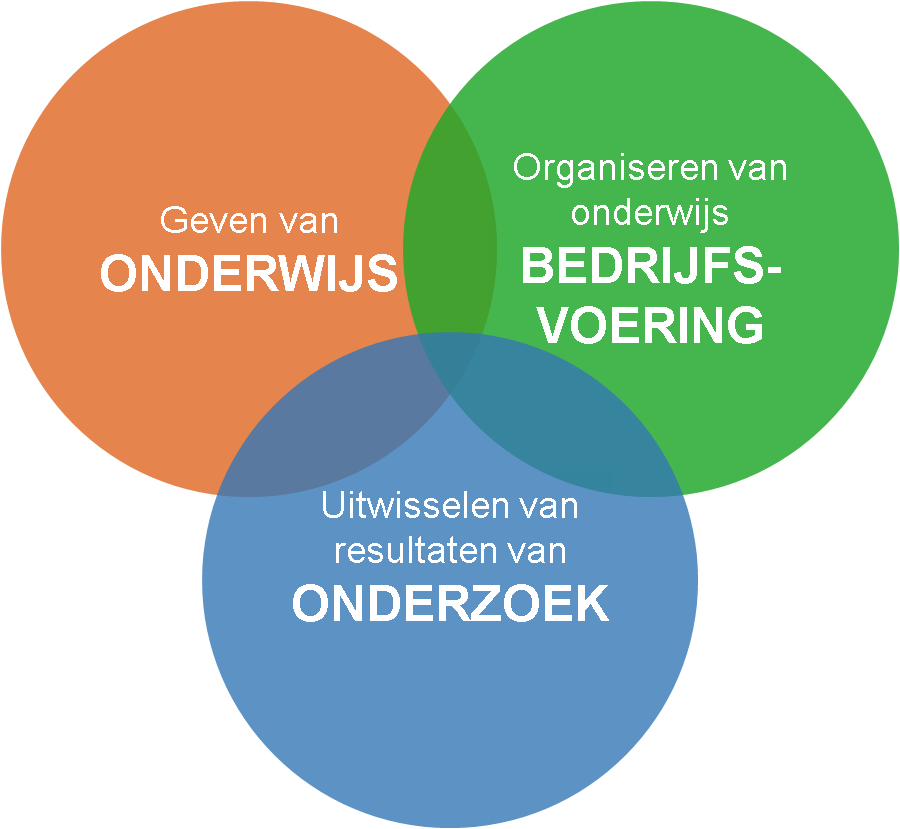 Geven van
ONDERWIJS
Organiseren van
onderwijs
BEDRIJFS-
VOERING
Uitwisselen van
resultaten van
ONDERZOEK